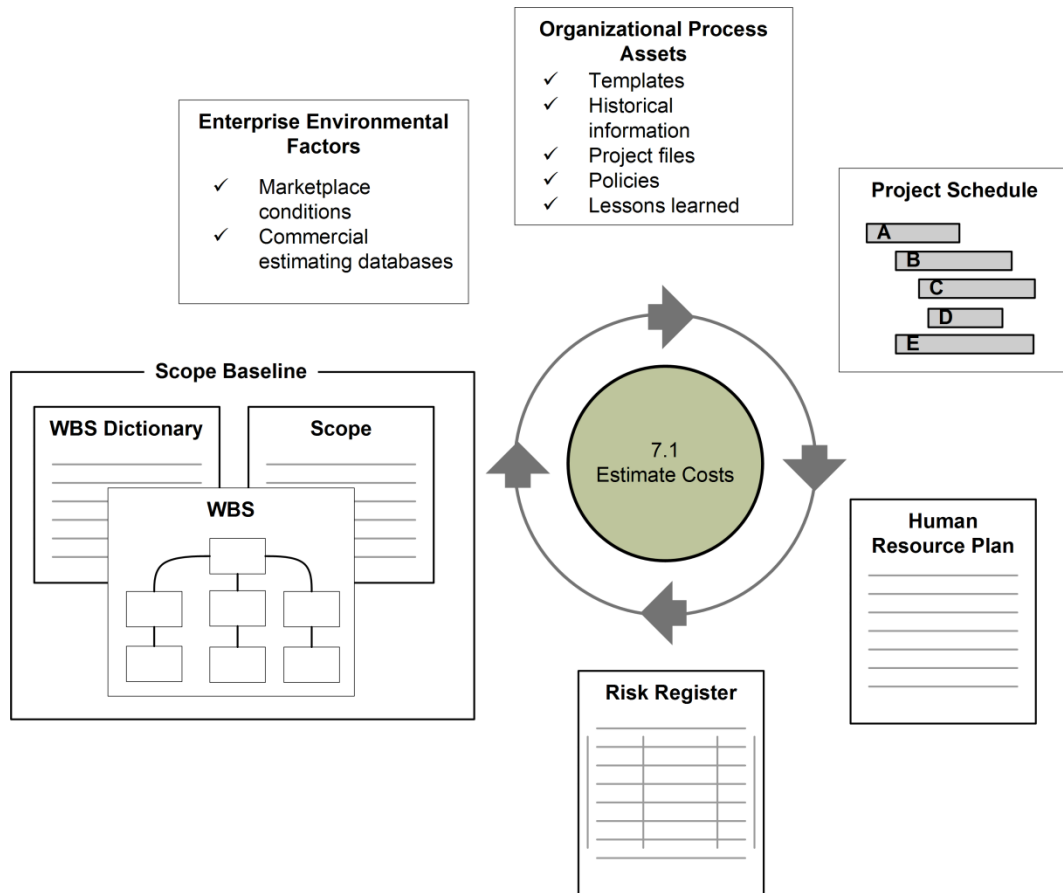 Organizational Process
Assets
✓ Templates
✓ Historical
information
✓ Project files
✓ Policies
✓ Lessons learned
Enterprise Environmental
Factors
✓ Marketplace
conditions
✓ Commercial
estimating databases
Project Schedule
A
B
C
D
E
Scope Baseline
WBS Dictionary
Scope
WBS
7.1
Estimate Costs
Human
Resource Plan
Risk Register